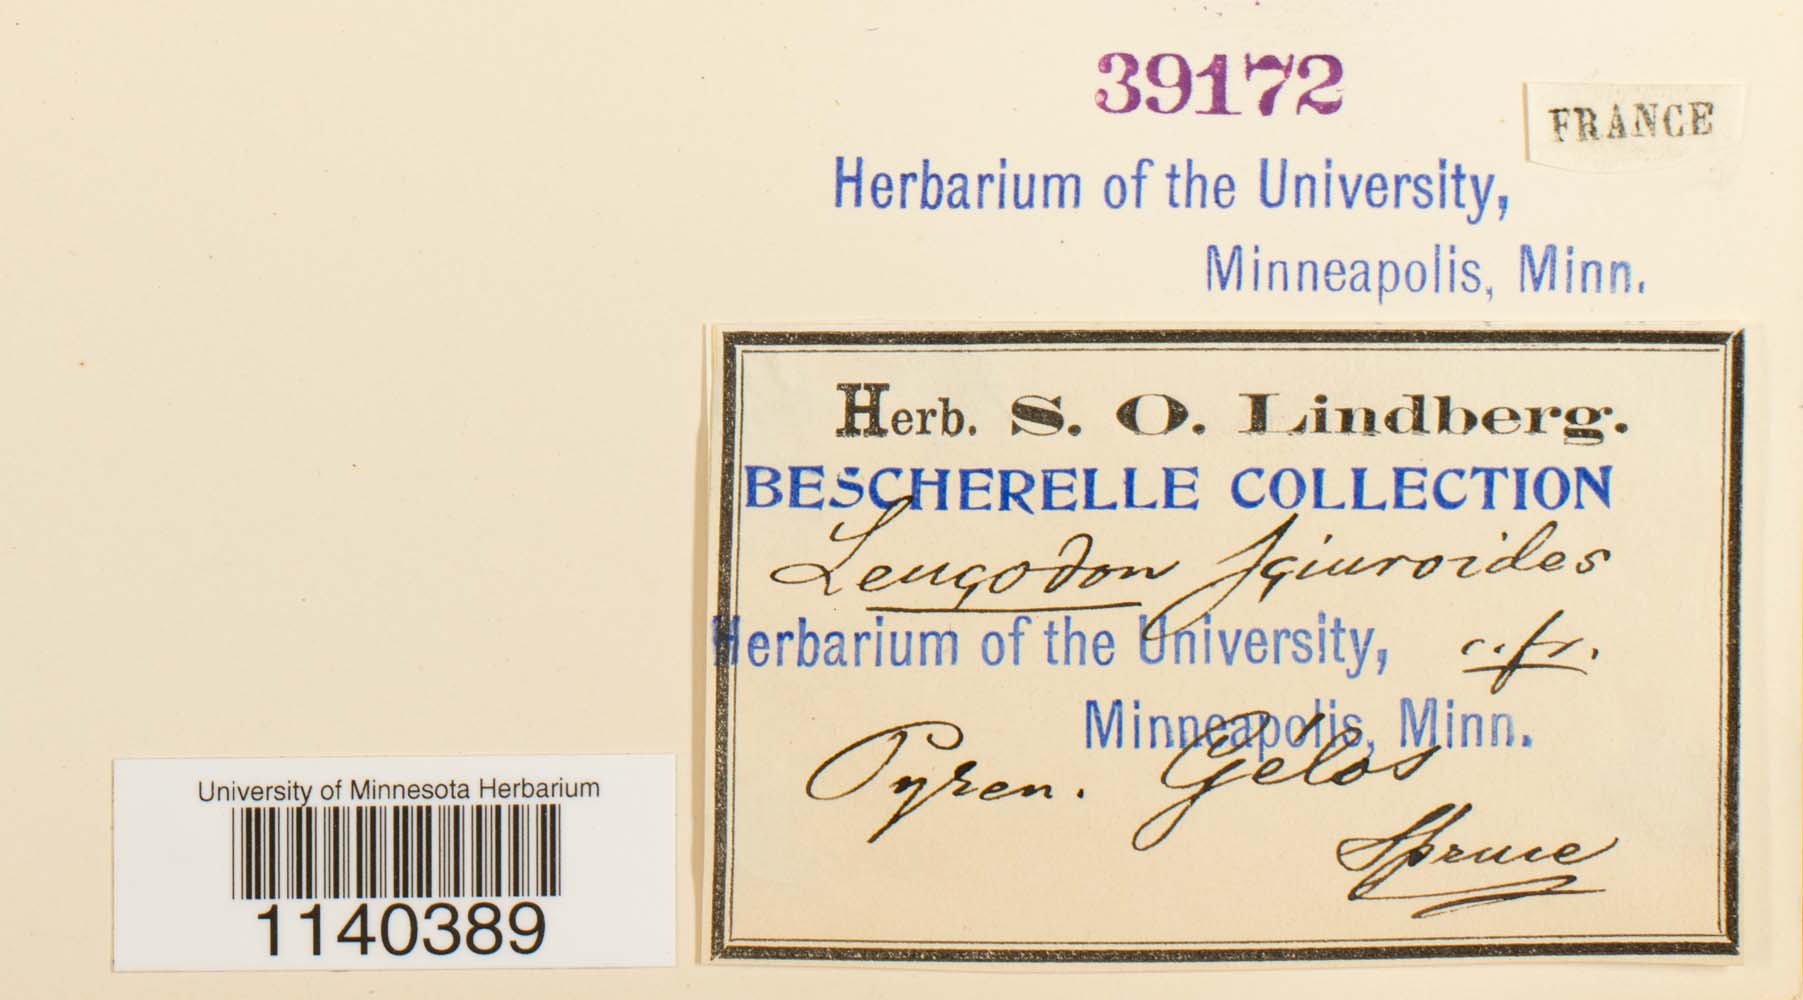 39172
FRANCE
Herbarium of the University,
Minneapolis, Minn.
Herb. S. O. Lindberg.
BESCHERELLE COLLECTION
Leucodon sciuroides
Herbarium of the University,
c. fr.
Minneapolis, Minn.
Pyren. Gélos
Spruce
University of Minnesota Herbarium
1140389